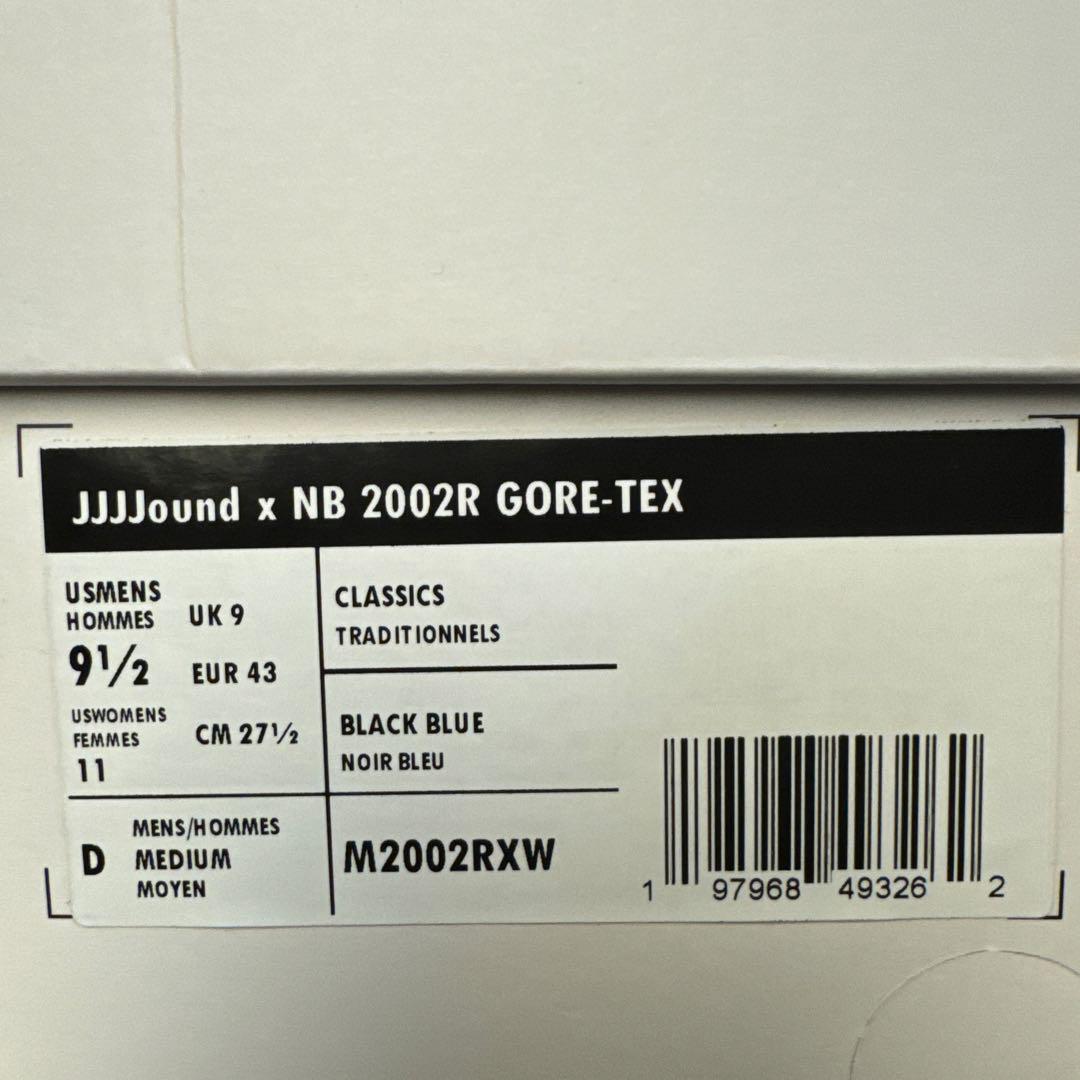 JJJJound x NB 2002R GORE-TEX
USMENS
HOMMES
9½
UK 9
EUR 43
USWOMENS
FEMMES
11
CM 27½
CLASSICS
TRADITIONNELS
BLACK BLUE
NOIR BLEU
D
MENS/HOMMES
MEDIUM
MOYEN
M2002RXW
1 97968 49326 2